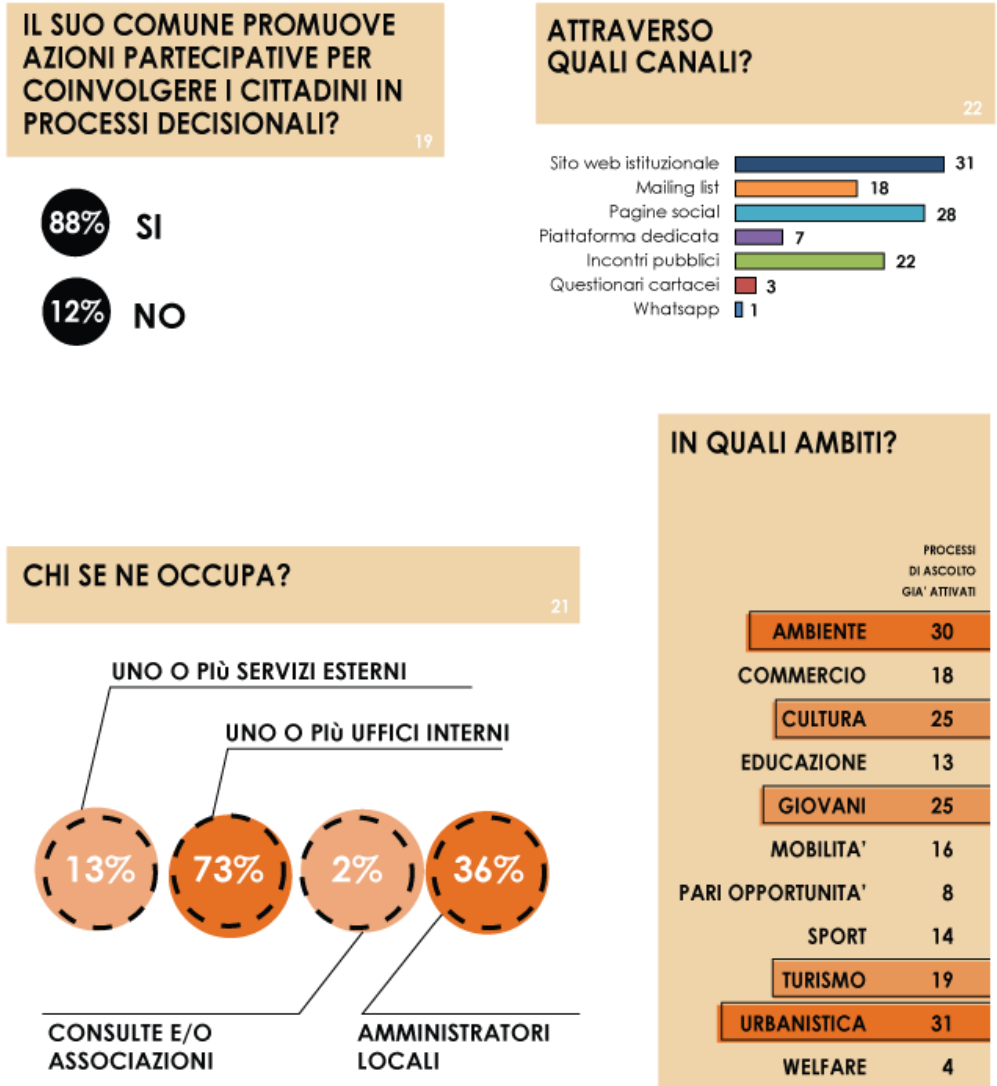 IL SUO COMUNE PROMUOVE
AZIONI PARTECIPATIVE PER
COINVOLGERE I CITTADINI IN
PROCESSI DECISIONALI?
19
88% SI
12% NO
ATTRAVERSO
QUALI CANALI?
22
Sito web istituzionale 31
Mailing list 18
Pagine social 28
Piattaforma dedicata 7
Incontri pubblici 22
Questionari cartacei 3
Whatsapp 1
CHI SE NE OCCUPA?
21
UNO O PIù SERVIZI ESTERNI
UNO O PIù UFFICI INTERNI
13% 73% 2% 36%
CONSULTE E/O
ASSOCIAZIONI
AMMINISTRATORI
LOCALI
IN QUALI AMBITI?
PROCESSI
DI ASCOLTO
GIA' ATTIVATI
AMBIENTE 30
COMMERCIO 18
CULTURA 25
EDUCAZIONE 13
GIOVANI 25
MOBILITA' 16
PARI OPPORTUNITA' 8
SPORT 14
TURISMO 19
URBANISTICA 31
WELFARE 4